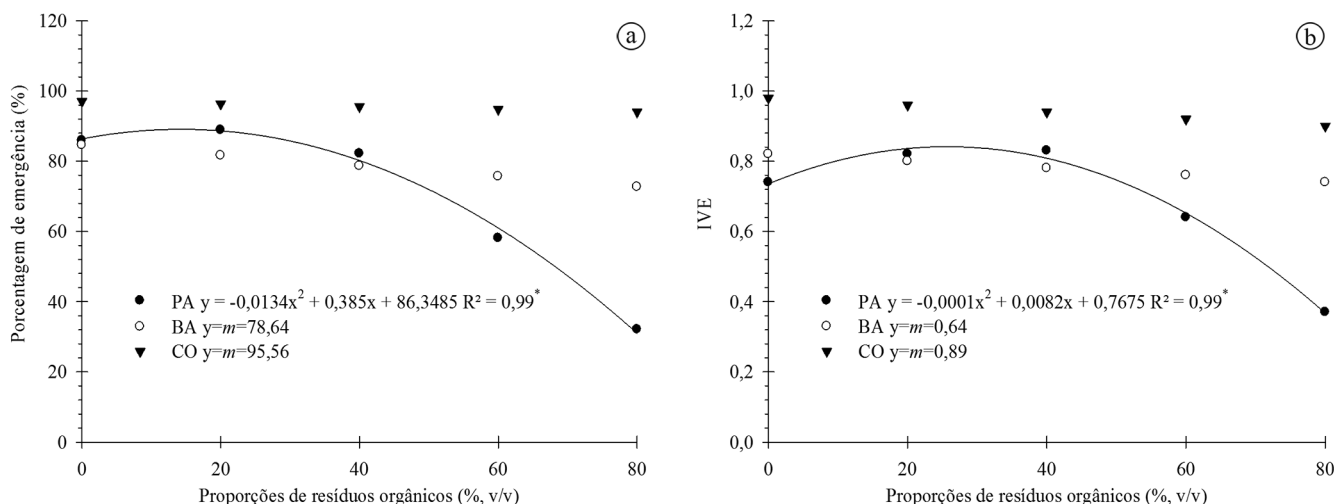 a
Porcentagem de emergência (%)
120
100
80
60
40
20
0
PA y = -0,0134x² + 0,385x + 86,3485 R² = 0,99*
BA y=m=78,64
CO y=m=95,56
0 20 40 60 80
Proporções de resíduos orgânicos (%, v/v)
b
IVE
1,2
1,0
0,8
0,6
0,4
0,2
0,0
PA y = -0,0001x² + 0,0082x + 0,7675 R² = 0,99*
BA y=m=0,64
CO y=m=0,89
0 20 40 60 80
Proporções de resíduos orgânicos (%, v/v)